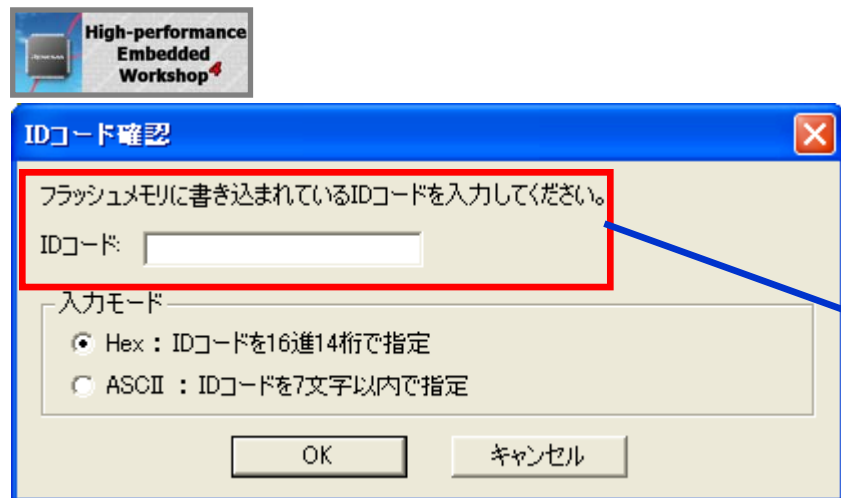 High-performance
Embedded
Workshop4
IDコード確認
フラッシュメモリに書き込まれているIDコードを入力してください。
IDコード:
入力モード
Hex : IDコードを16進14桁で指定
ASCII : IDコードを7文字以内で指定
OK
キャンセル